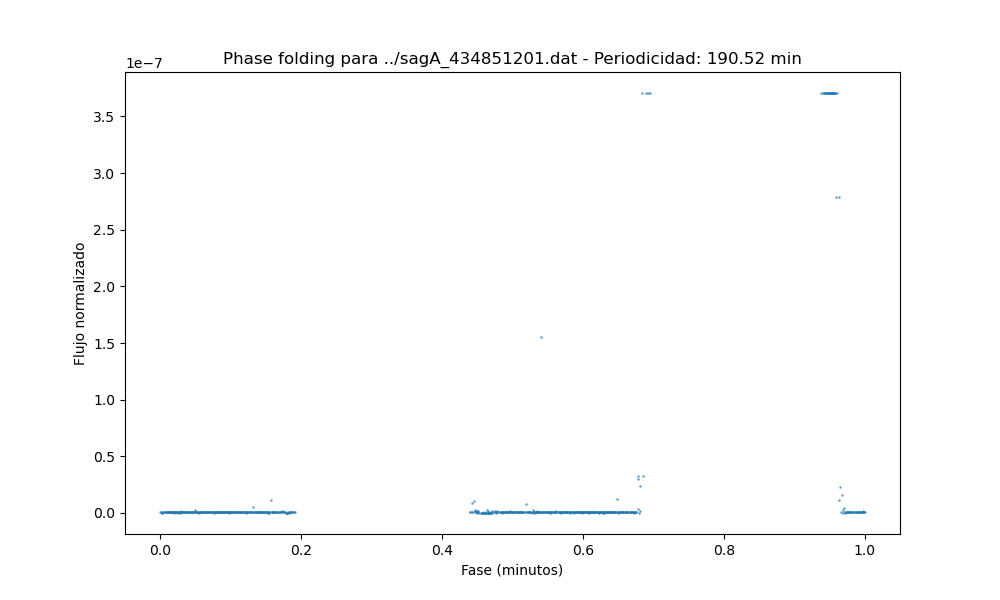 Phase folding para ../sagA_434851201.dat - Periodicidad: 190.52 min
1e−7
3.5
3.0
2.5
2.0
1.5
1.0
0.5
0.0
Flujo normalizado
0.0 0.2 0.4 0.6 0.8 1.0
Fase (minutos)